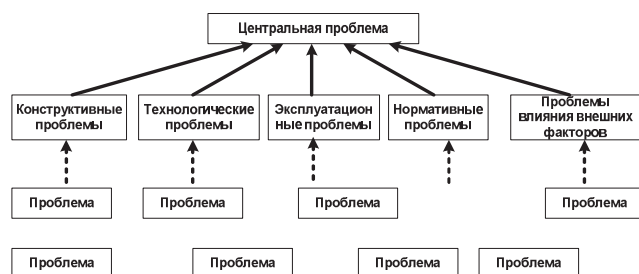 Центральная проблема
Конструктивные
проблемы
Технологические
проблемы
Эксплуатацион
ные проблемы
Нормативные
проблемы
Проблемы
влияния внешних
факторов
Проблема
Проблема
Проблема
Проблема
Проблема
Проблема
Проблема
Проблема